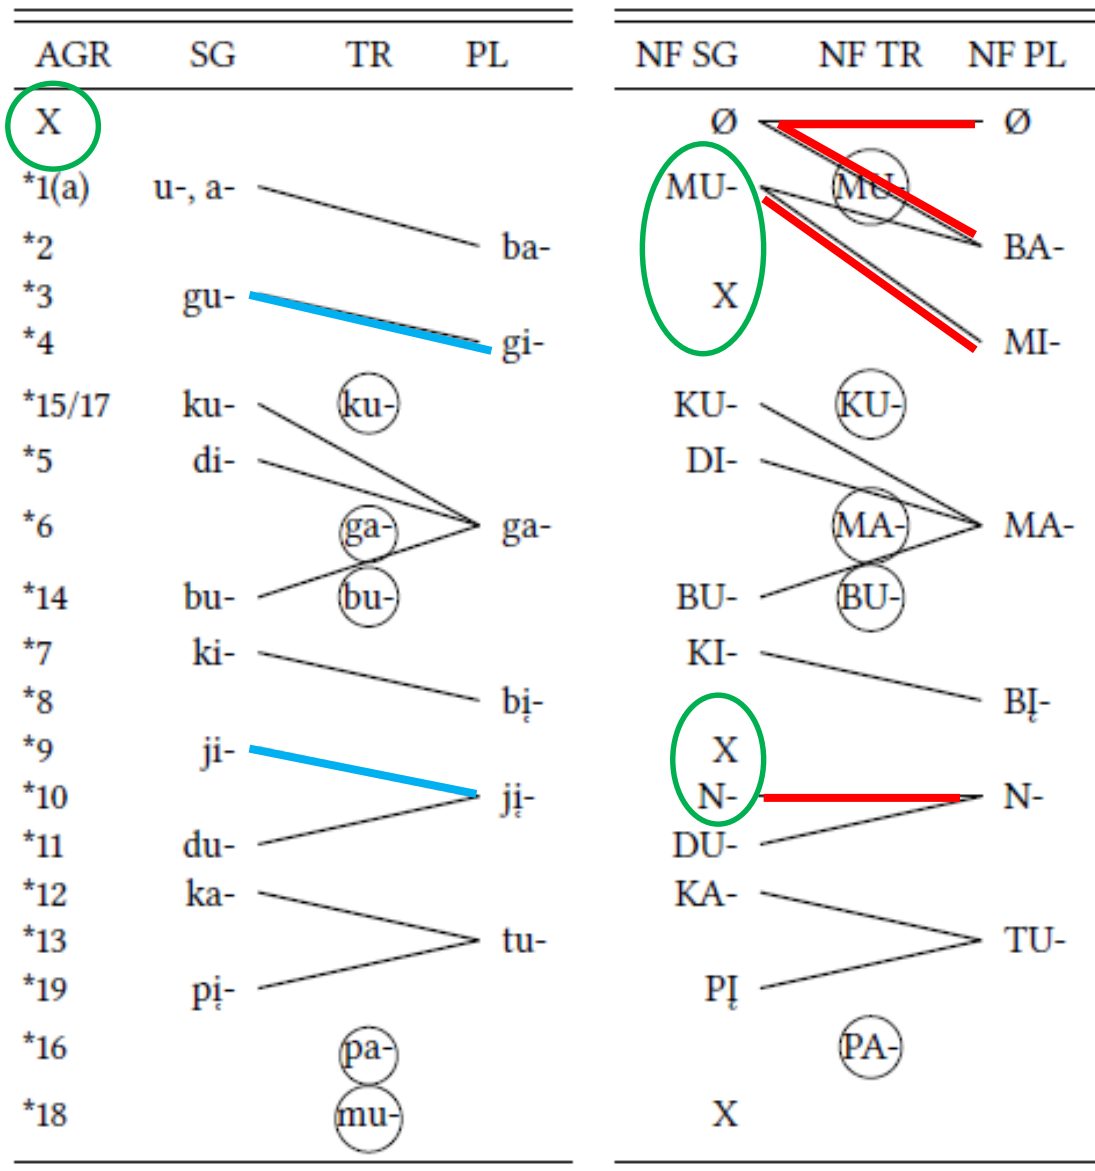 AGR SG TR PL NF SG NF TR NF PL
X Ø Ø
*1(a) u-, a- MU- MU-
*2 ba- BA-
*3 gu- X
*4 gi- MI-
*15/17 ku- ku- KU- KU-
*5 di- DI-
*6 ga- ga- MA- MA-
*14 bu- bu- BU- BU-
*7 ki- KI-
*8 bį- BĮ-
*9 ji- X
*10 jį- N- N-
*11 du- DU-
*12 ka- KA-
*13 tu- TU-
*19 pį- PĮ
*16 pa- PA-
*18 mu- X